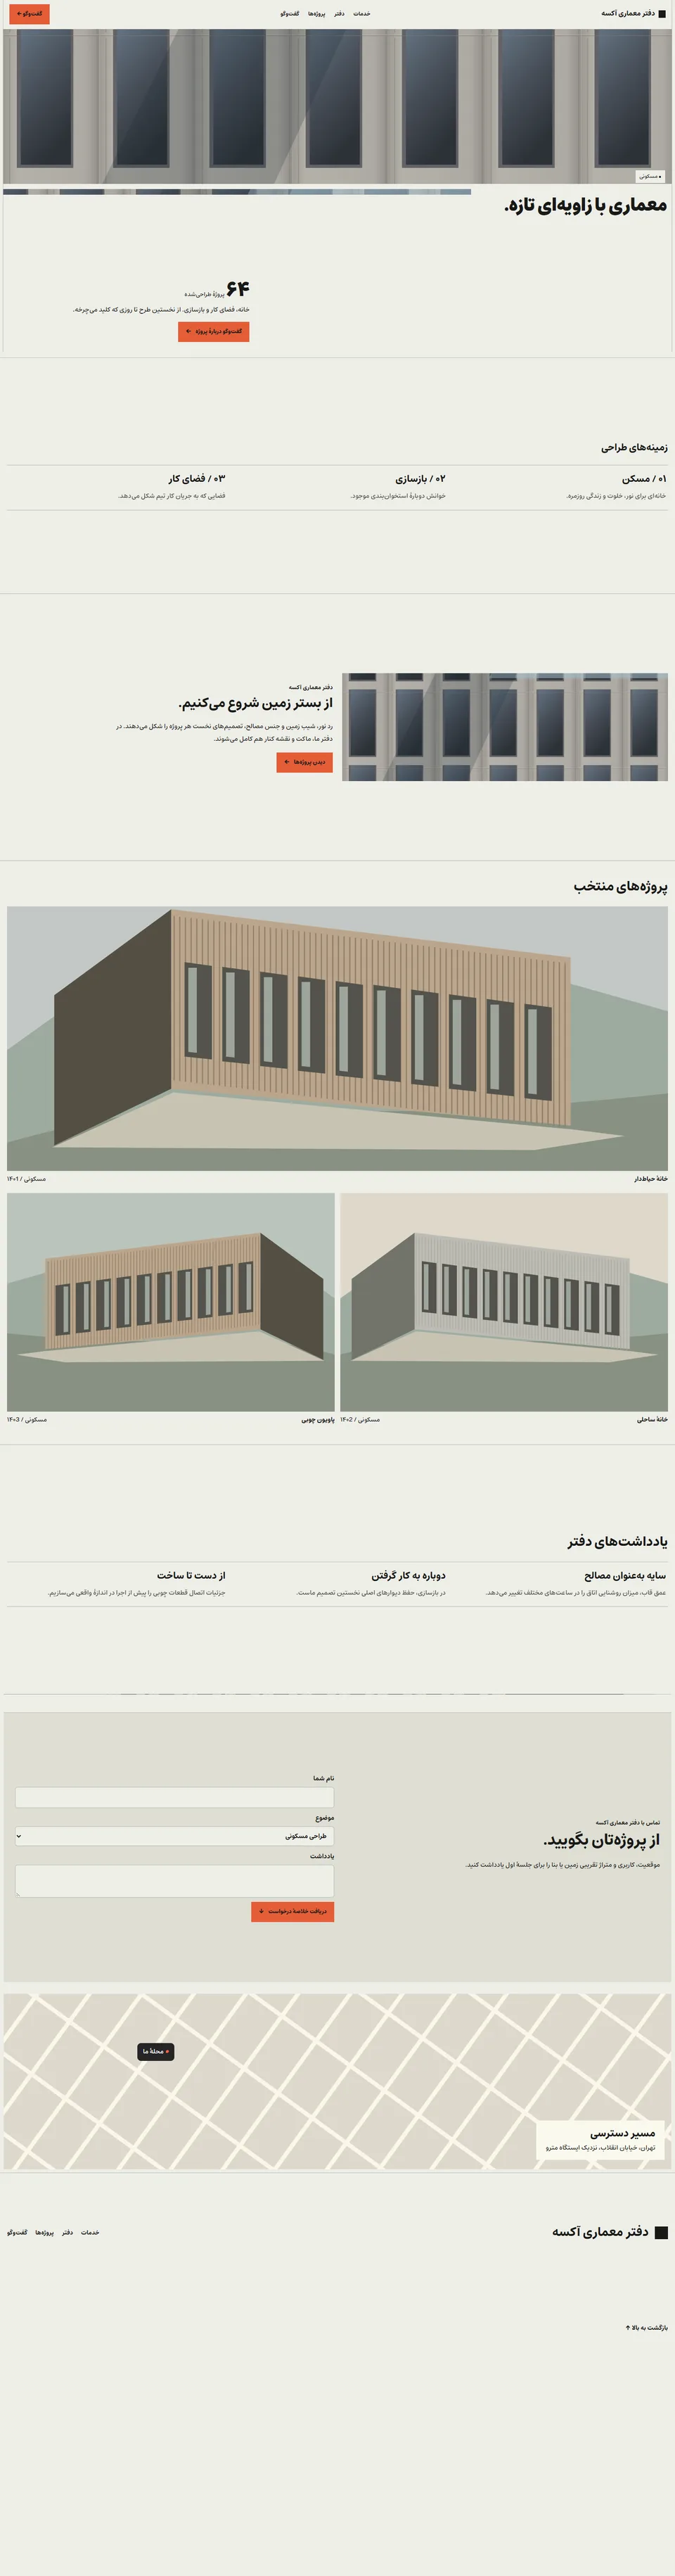 دفتر معماری آکسه
خدمات
دفتر
پروژه‌ها
گفت‌وگو
گفت‌وگو ←
• مسکونی
معماری با زاویه‌ای تازه.
۶۴ پروژهٔ طراحی‌شده
خانه، فضای کار و بازسازی. از نخستین طرح تا روزی که کلید می‌چرخد.
گفت‌وگو دربارهٔ پروژه ←
زمینه‌های طراحی
۰۱ / مسکن
خانه‌ای برای نور، خلوت و زندگی روزمره.
۰۲ / بازسازی
خوانش دوبارهٔ استخوان‌بندی موجود.
۰۳ / فضای کار
فضایی که به جریان کار تیم شکل می‌دهد.
دفتر معماری آکسه
از بستر زمین شروع می‌کنیم.
رد نور، شیب زمین و جنس مصالح، تصمیم‌های نخست هر پروژه را شکل می‌دهند. در
دفتر ما، ماکت و نقشه کنار هم کامل می‌شوند.
دیدن پروژه‌ها ←
پروژه‌های منتخب
خانهٔ حیاط‌دار
مسکونی / ۱۴۰۱
خانهٔ ساحلی
مسکونی / ۱۴۰۲
پاویون چوبی
مسکونی / ۱۴۰۳
یادداشت‌های دفتر
سایه به‌عنوان مصالح
عمق قاب، میزان روشنایی اتاق را در ساعت‌های مختلف تغییر می‌دهد.
دوباره به کار گرفتن
در بازسازی، حفظ دیوارهای اصلی نخستین تصمیم ماست.
از دست تا ساخت
جزئیات اتصال قطعات چوبی را پیش از اجرا در اندازهٔ واقعی می‌سازیم.
تماس با دفتر معماری آکسه
از پروژه‌تان بگویید.
موقعیت، کاربری و متراژ تقریبی زمین یا بنا را برای جلسهٔ اول یادداشت کنید.
نام شما
موضوع
طراحی مسکونی
یادداشت
دریافت خلاصهٔ درخواست ↓
محلهٔ ما
مسیر دسترسی
تهران، خیابان انقلاب، نزدیک ایستگاه مترو
دفتر معماری آکسه
خدمات
دفتر
پروژه‌ها
گفت‌وگو
بازگشت به بالا ↑